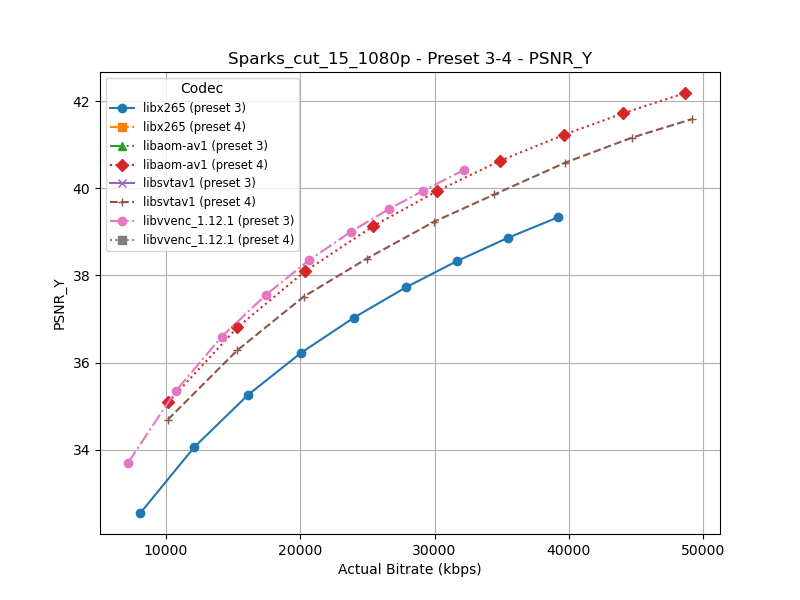 Sparks_cut_15_1080p - Preset 3-4 - PSNR_Y
Codec
libx265 (preset 3)
libx265 (preset 4)
libaom-av1 (preset 3)
libaom-av1 (preset 4)
libsvtav1 (preset 3)
libsvtav1 (preset 4)
libvvenc_1.12.1 (preset 3)
libvvenc_1.12.1 (preset 4)
PSNR_Y
42
40
38
36
34
10000
20000
30000
40000
50000
Actual Bitrate (kbps)